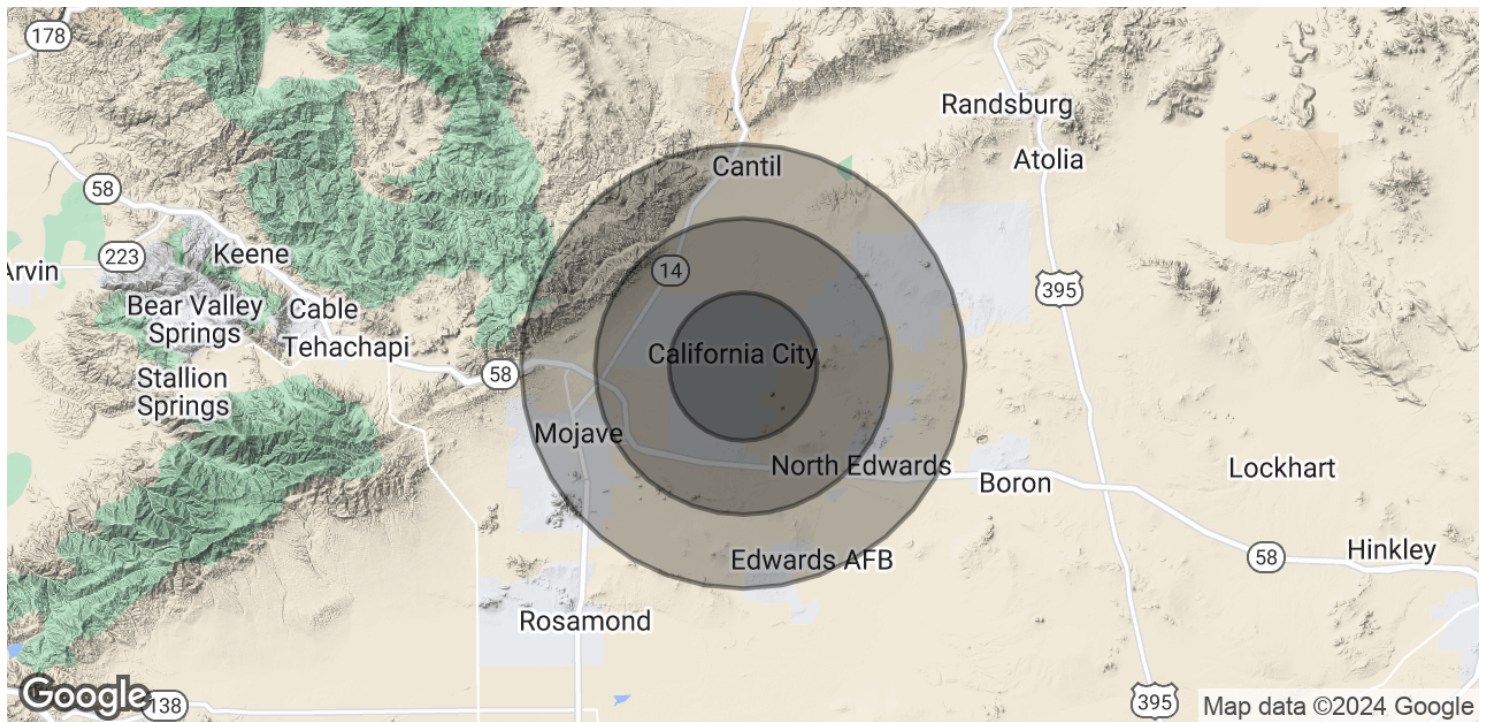 178
Randsburg
Cantil
Atolia
58
223
Keene
Arvin
14
395
Bear Valley
Springs
Cable
Tehachapi
California City
58
Stallion
Springs
Mojave
North Edwards
Boron
Lockhart
Edwards AFB
58
Hinkley
Rosamond
Google
138
395
Map data ©2024 Google